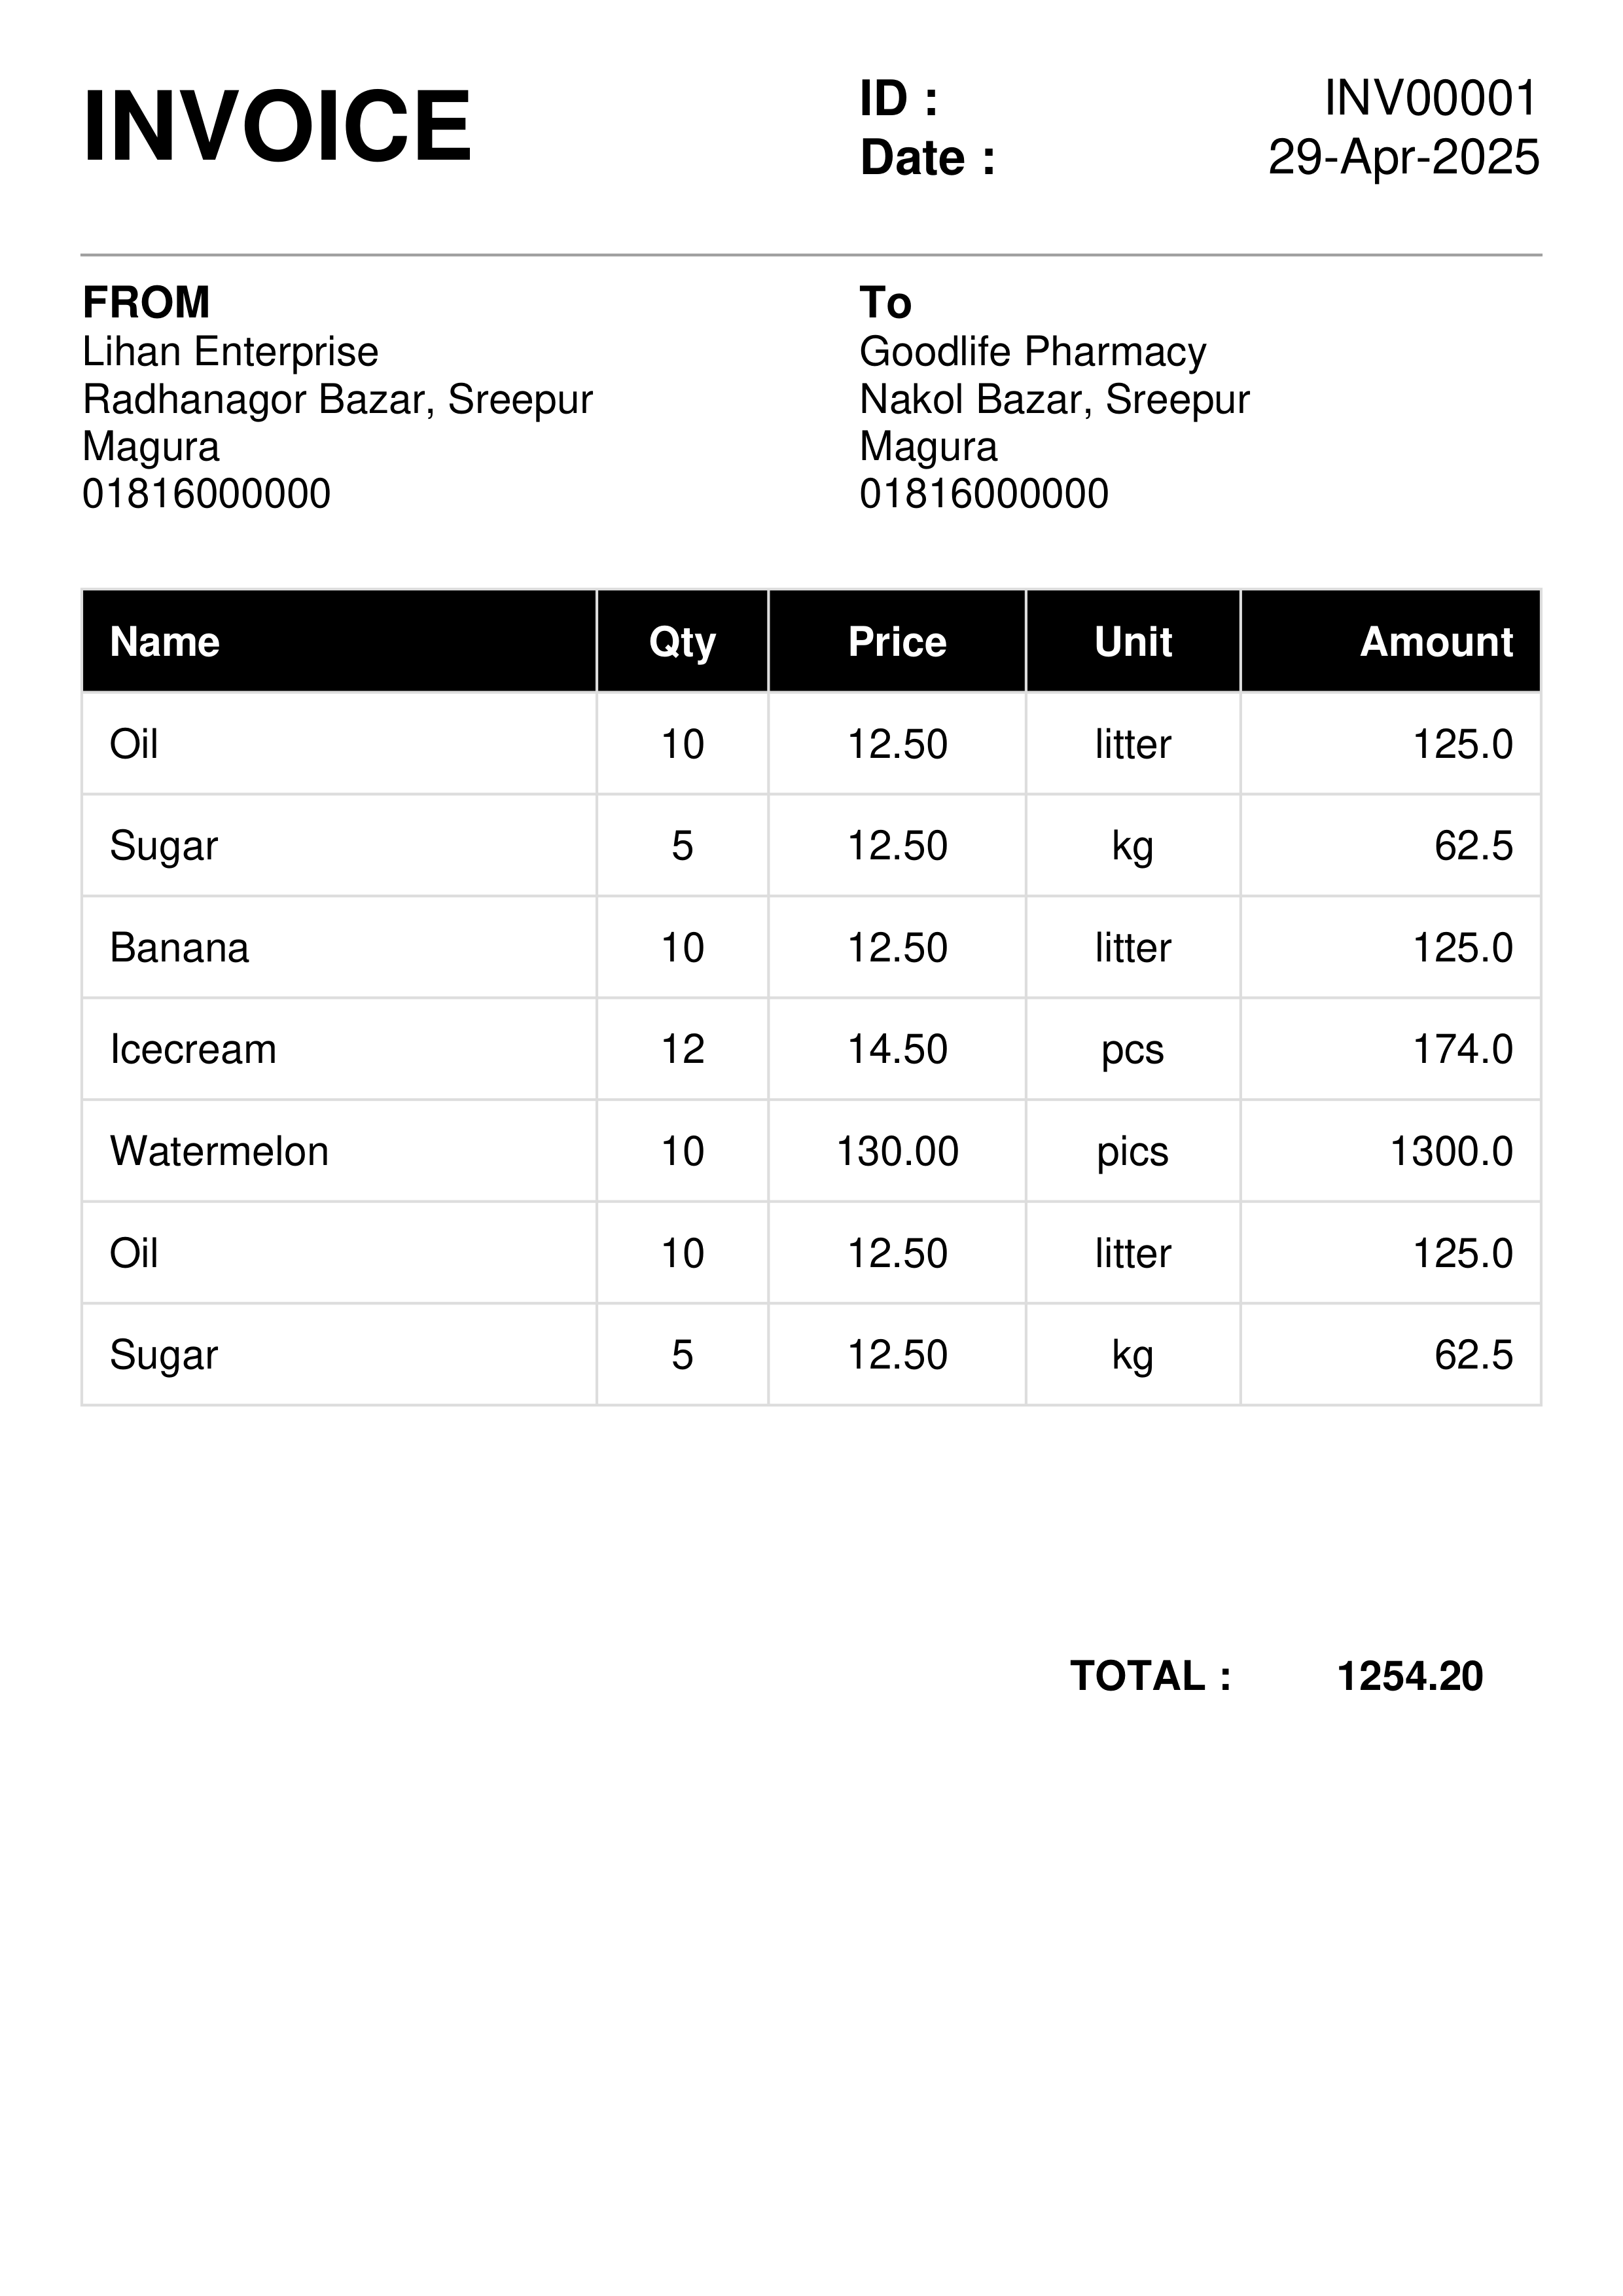 INVOICE
ID : INV00001
Date : 29-Apr-2025
FROM
Lihan Enterprise
Radhanagor Bazar, Sreepur
Magura
01816000000
To
Goodlife Pharmacy
Nakol Bazar, Sreepur
Magura
01816000000
Name Qty Price Unit Amount
Oil 10 12.50 litter 125.0
Sugar 5 12.50 kg 62.5
Banana 10 12.50 litter 125.0
Icecream 12 14.50 pcs 174.0
Watermelon 10 130.00 pics 1300.0
Oil 10 12.50 litter 125.0
Sugar 5 12.50 kg 62.5
TOTAL : 1254.20